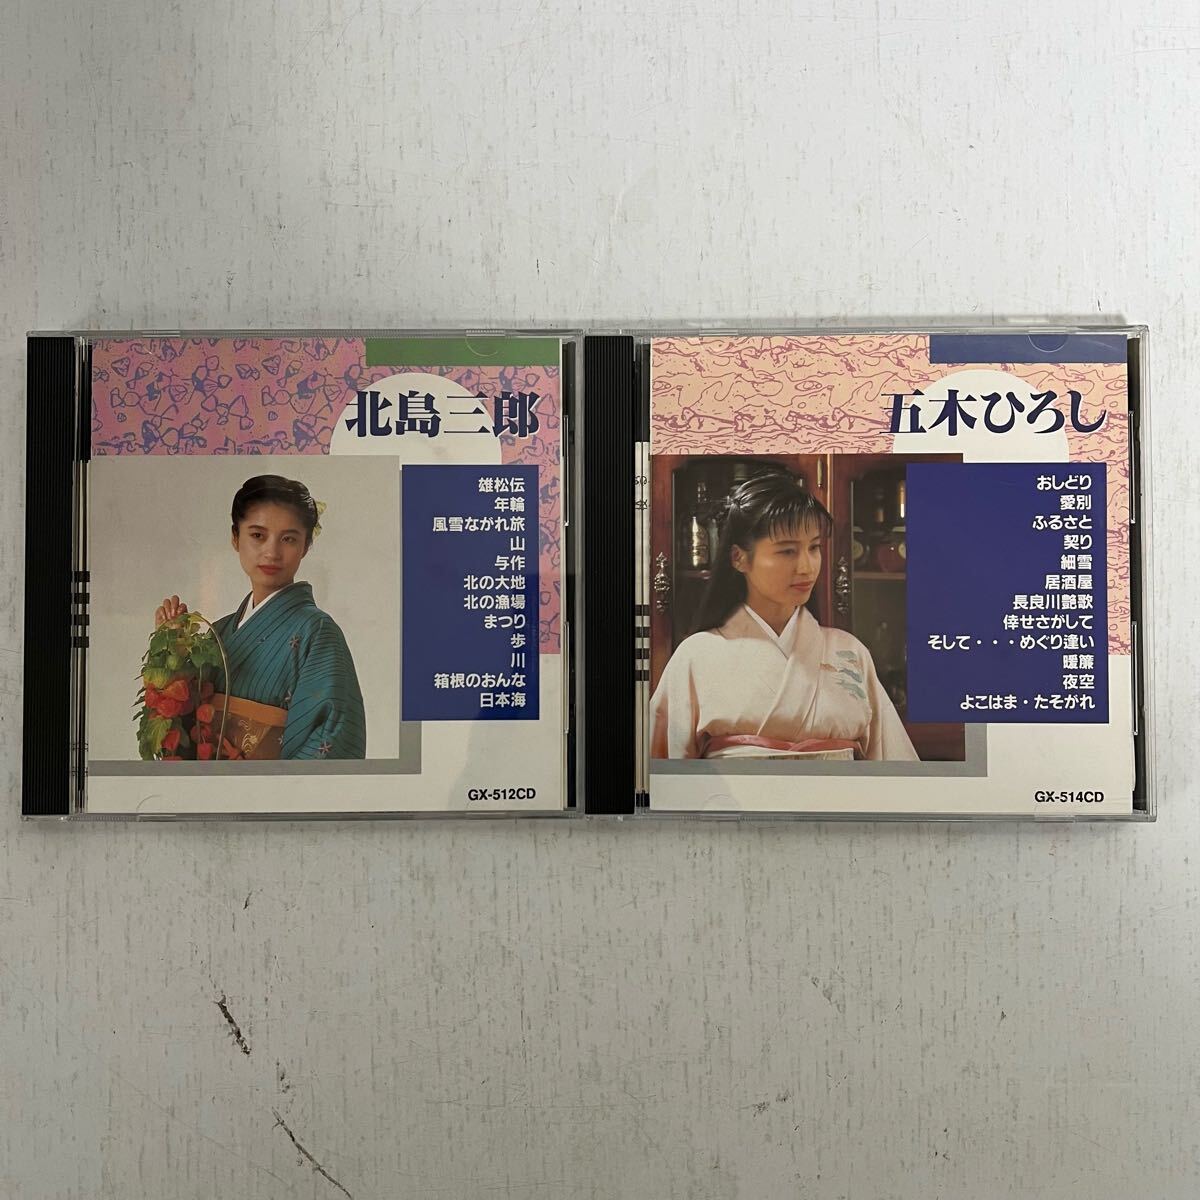 北島三郎
雄松伝
年輪
風雪ながれ旅
山
与作
北の大地
北の漁場
まつり
歩
川
箱根のおんな
日本海
GX-512CD
五木ひろし
おしどり
愛別
ふるさと
契り
細雪
居酒屋
長良川艶歌
倖せさがして
そして・・・めぐり逢い
暖簾
夜空
よこはま・たそがれ
GX-514CD